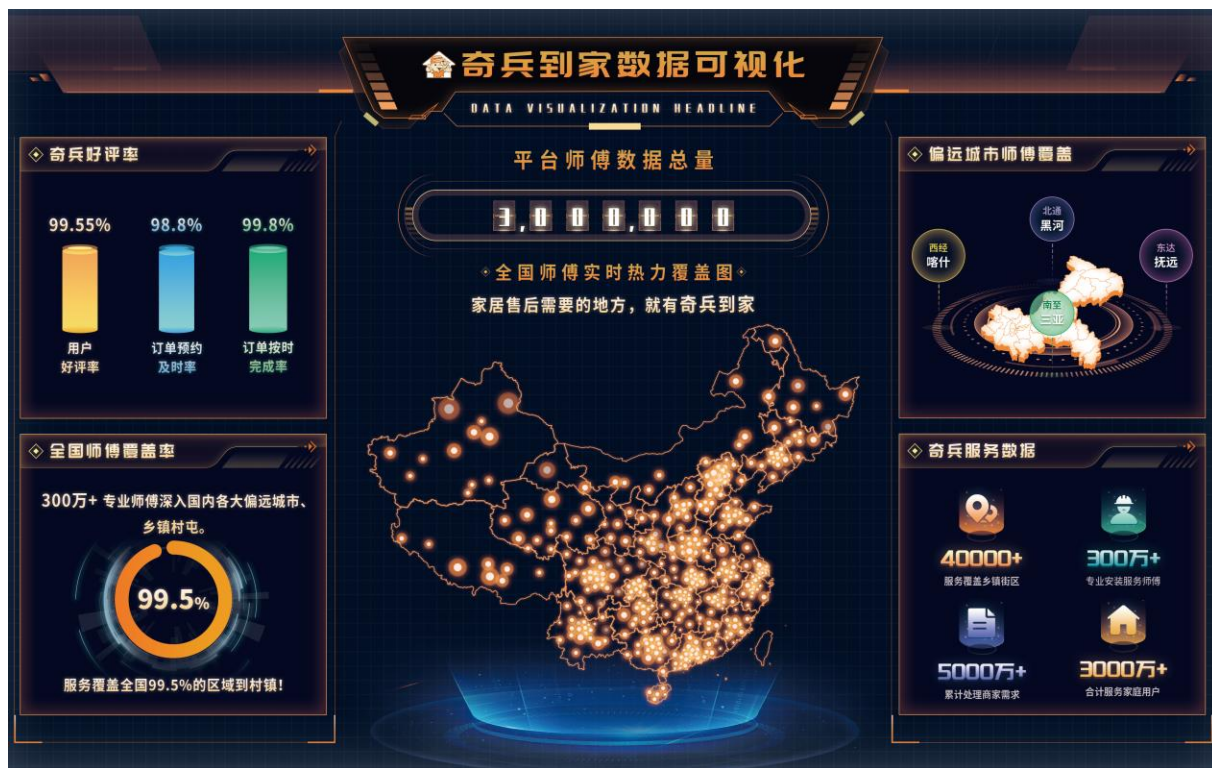 奇兵到家数据可视化
DATA VISUALIZATION HEADLINE
奇兵好评率
99.55%
98.8%
99.8%
用户
好评率
订单预约
及时率
订单按时
完成率
全国师傅覆盖率
300万+ 专业师傅深入国内各大偏远城市、
乡镇村屯。
99.5%
服务覆盖全国99.5%的区域到村镇!
平台师傅数据总量
3,000,000
·全国师傅实时热力覆盖图·
家居售后需要的地方，就有奇兵到家
偏远城市师傅覆盖
北通
黑河
西经
喀什
东达
抚远
南至
三亚
奇兵服务数据
40000+
服务覆盖乡镇街区
300万+
专业安装服务师傅
5000万+
累计处理商家需求
3000万+
合计服务家庭用户